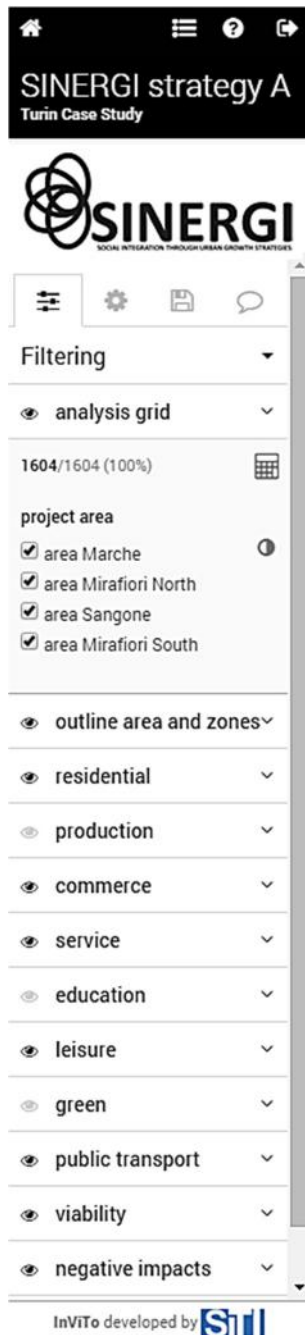 SINERGI strategy A
Turin Case Study
SINERGI
SOCIAL INTEGRATION THROUGH URBAN GROWTH STRATEGIES
Filtering
analysis grid
1604/1604 (100%)
project area
area Marche
area Mirafiori North
area Sangone
area Mirafiori South
outline area and zones
residential
production
commerce
service
education
leisure
green
public transport
viability
negative impacts
InViTo developed by